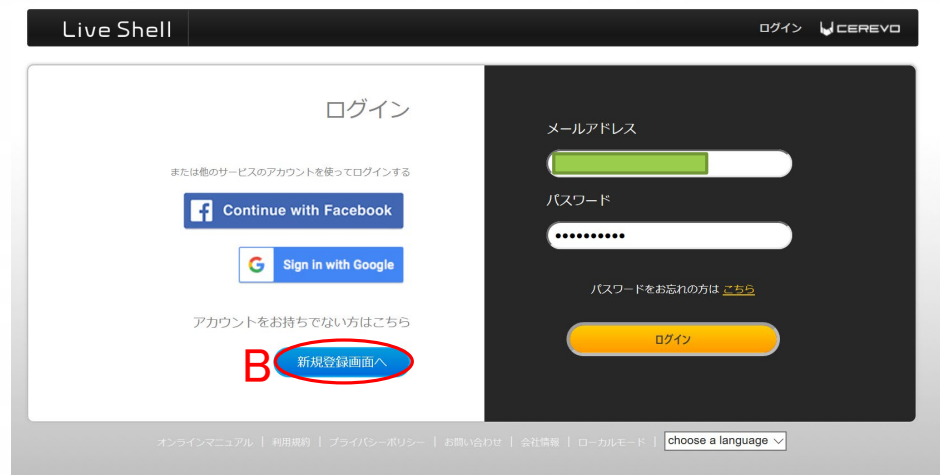 Live Shell
ログイン
CEREVO
ログイン
または他のサービスのアカウントを使ってログインする
Continue with Facebook
Sign in with Google
アカウントをお持ちでない方はこちら
B
新規登録画面へ
メールアドレス
パスワード
••••••••••
パスワードをお忘れの方は こちら
ログイン
オンラインマニュアル | 利用規約 | プライバシーポリシー | お問い合わせ | 会社情報 | ローカルモード | choose a language